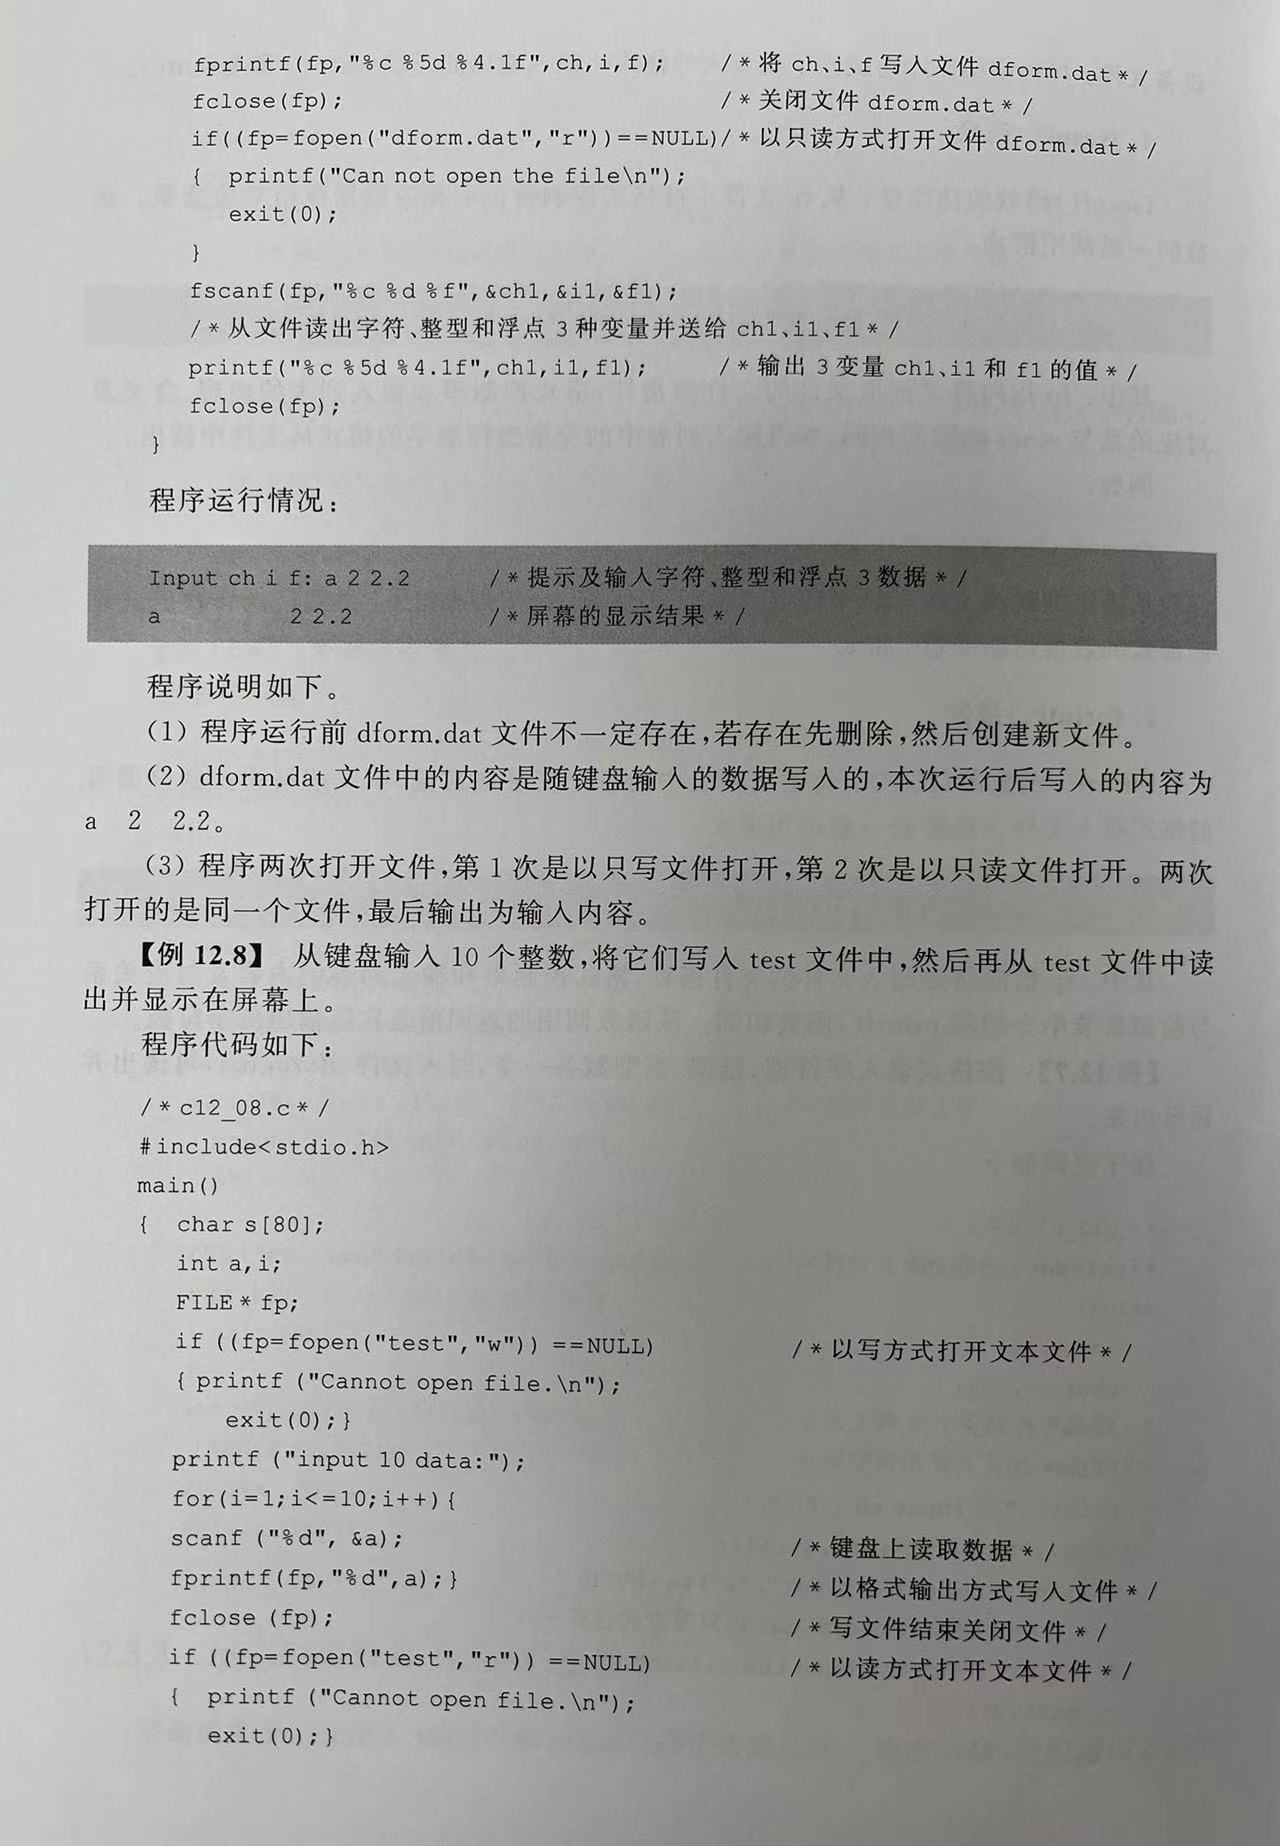 fprintf(fp,"%c %5d %4.1f",ch,i,f); /*将 ch、i、f 写入文件 dform.dat*/
fclose(fp); /*关闭文件 dform.dat*/
if((fp=fopen("dform.dat","r"))==NULL)/*以只读方式打开文件 dform.dat*/
{ printf("Can not open the file\n");
exit(0);
}
fscanf(fp,"%c %d %f",&ch1,&i1,&f1);
/*从文件读出字符、整型和浮点 3 种变量并送给 ch1、i1、f1*/
printf("%c %5d %4.1f",ch1,i1,f1); /*输出 3 变量 ch1、i1 和 f1 的值*/
fclose(fp);
}
程序运行情况:
Input ch i f: a 2 2.2 /*提示及输入字符、整型和浮点 3 数据*/
a 2 2.2 /*屏幕的显示结果*/
程序说明如下。
(1) 程序运行前 dform.dat 文件不一定存在,若存在先删除,然后创建新文件。
(2) dform.dat 文件中的内容是随键盘输入的数据写入的,本次运行后写入的内容为
a 2 2.2。
(3) 程序两次打开文件,第 1 次是以只写文件打开,第 2 次是以只读文件打开。两次
打开的是同一个文件,最后输出为输入内容。
【例 12.8】 从键盘输入 10 个整数,将它们写入 test 文件中,然后再从 test 文件中读
出并显示在屏幕上。
程序代码如下:
/*c12_08.c*/
#include<stdio.h>
main()
{ char s[80];
int a,i;
FILE* fp;
if ((fp=fopen("test","w")) ==NULL) /*以写方式打开文本文件*/
{ printf ("Cannot open file.\n");
exit(0);}
printf ("input 10 data:");
for(i=1;i<=10;i++){
scanf ("%d", &a); /*键盘上读取数据*/
fprintf(fp,"%d",a);} /*以格式输出方式写入文件*/
fclose (fp); /*写文件结束关闭文件*/
if ((fp=fopen("test","r")) ==NULL) /*以读方式打开文本文件*/
{ printf ("Cannot open file.\n");
exit(0);}